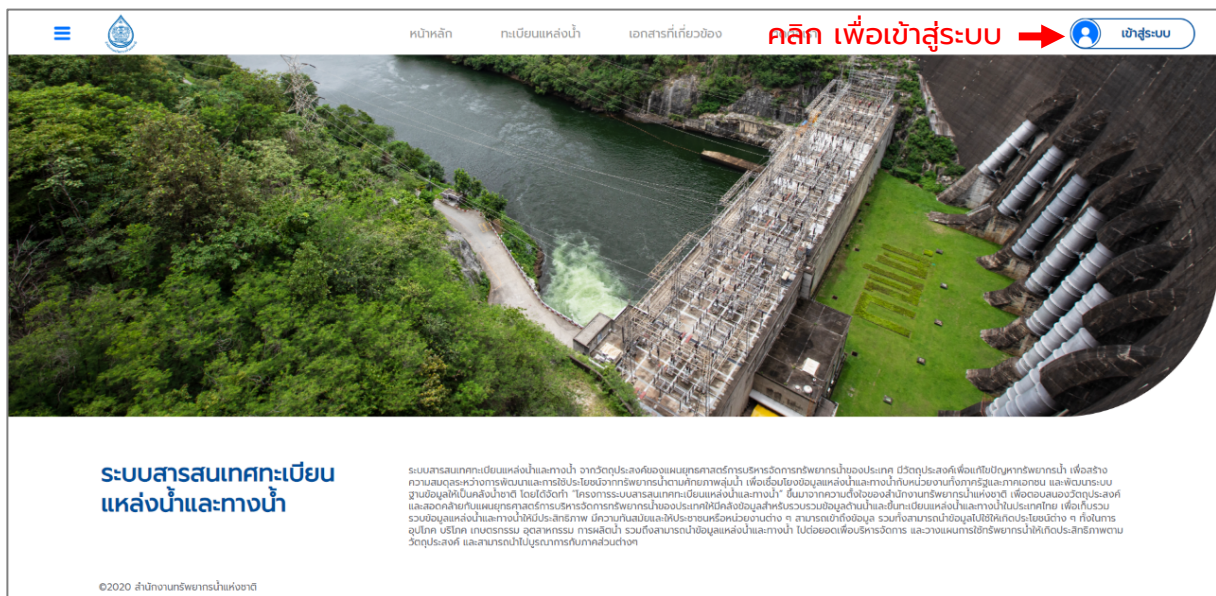 หน้าหลัก ทะเบียนแหล่งน้ำ เอกสารที่เกี่ยวข้อง คลิก เพื่อเข้าสู่ระบบ เข้าสู่ระบบ
ระบบสารสนเทศทะเบียน
แหล่งน้ำและทางน้ำ
ระบบสารสนเทศทะเบียนแหล่งน้ำและทางน้ำ จากวัตถุประสงค์ของแผนยุทธศาสตร์การบริหารจัดการทรัพยากรน้ำของประเทศ มีวัตถุประสงค์เพื่อแก้ไขปัญหาทรัพยากรน้ำ เพื่อสร้าง
ความสมดุลระหว่างการพัฒนาและการใช้ประโยชน์จากทรัพยากรน้ำตามศักยภาพลุ่มน้ำ เพื่อเชื่อมโยงข้อมูลแหล่งน้ำและทางน้ำกับหน่วยงานทั้งภาครัฐและภาคเอกชน และพัฒนาระบบ
ฐานข้อมูลให้เป็นคลังน้ำชาติ โดยได้จัดทำ "โครงการระบบสารสนเทศทะเบียนแหล่งน้ำและทางน้ำ" ขึ้นมาจากความตั้งใจของสำนักงานทรัพยากรน้ำแห่งชาติ เพื่อตอบสนองวัตถุประสงค์
และสอดคล้ายกับแผนยุทธศาสตร์การบริหารจัดการทรัพยากรน้ำของประเทศให้มีคลังข้อมูลสำหรับรวบรวมข้อมูลด้านน้ำและขึ้นทะเบียนแหล่งน้ำและทางน้ำในประเทศไทย เพื่อเก็บรวม
รวบข้อมูลแหล่งน้ำและทางน้ำให้มีประสิทธิภาพ มีความทันสมัยและให้ประชาชนหรือหน่วยงานต่าง ๆ สามารถเข้าถึงข้อมูล รวมทั้งสามารถนำข้อมูลไปใช้ให้เกิดประโยชน์ต่าง ๆ ทั้งในการ
อุปโภค บริโภค เกษตรกรรม อุตสาหกรรม การผลิตน้ำ รวมถึงสามารถนำข้อมูลแหล่งน้ำและทางน้ำ ไปต่อยอดเพื่อบริหารจัดการ และวางแผนการใช้ทรัพยากรน้ำให้เกิดประสิทธิภาพตาม
วัตถุประสงค์ และสามารถนำไปบูรณาการกับภาคส่วนต่างๆ
©2020 สำนักงานทรัพยากรน้ำแห่งชาติ